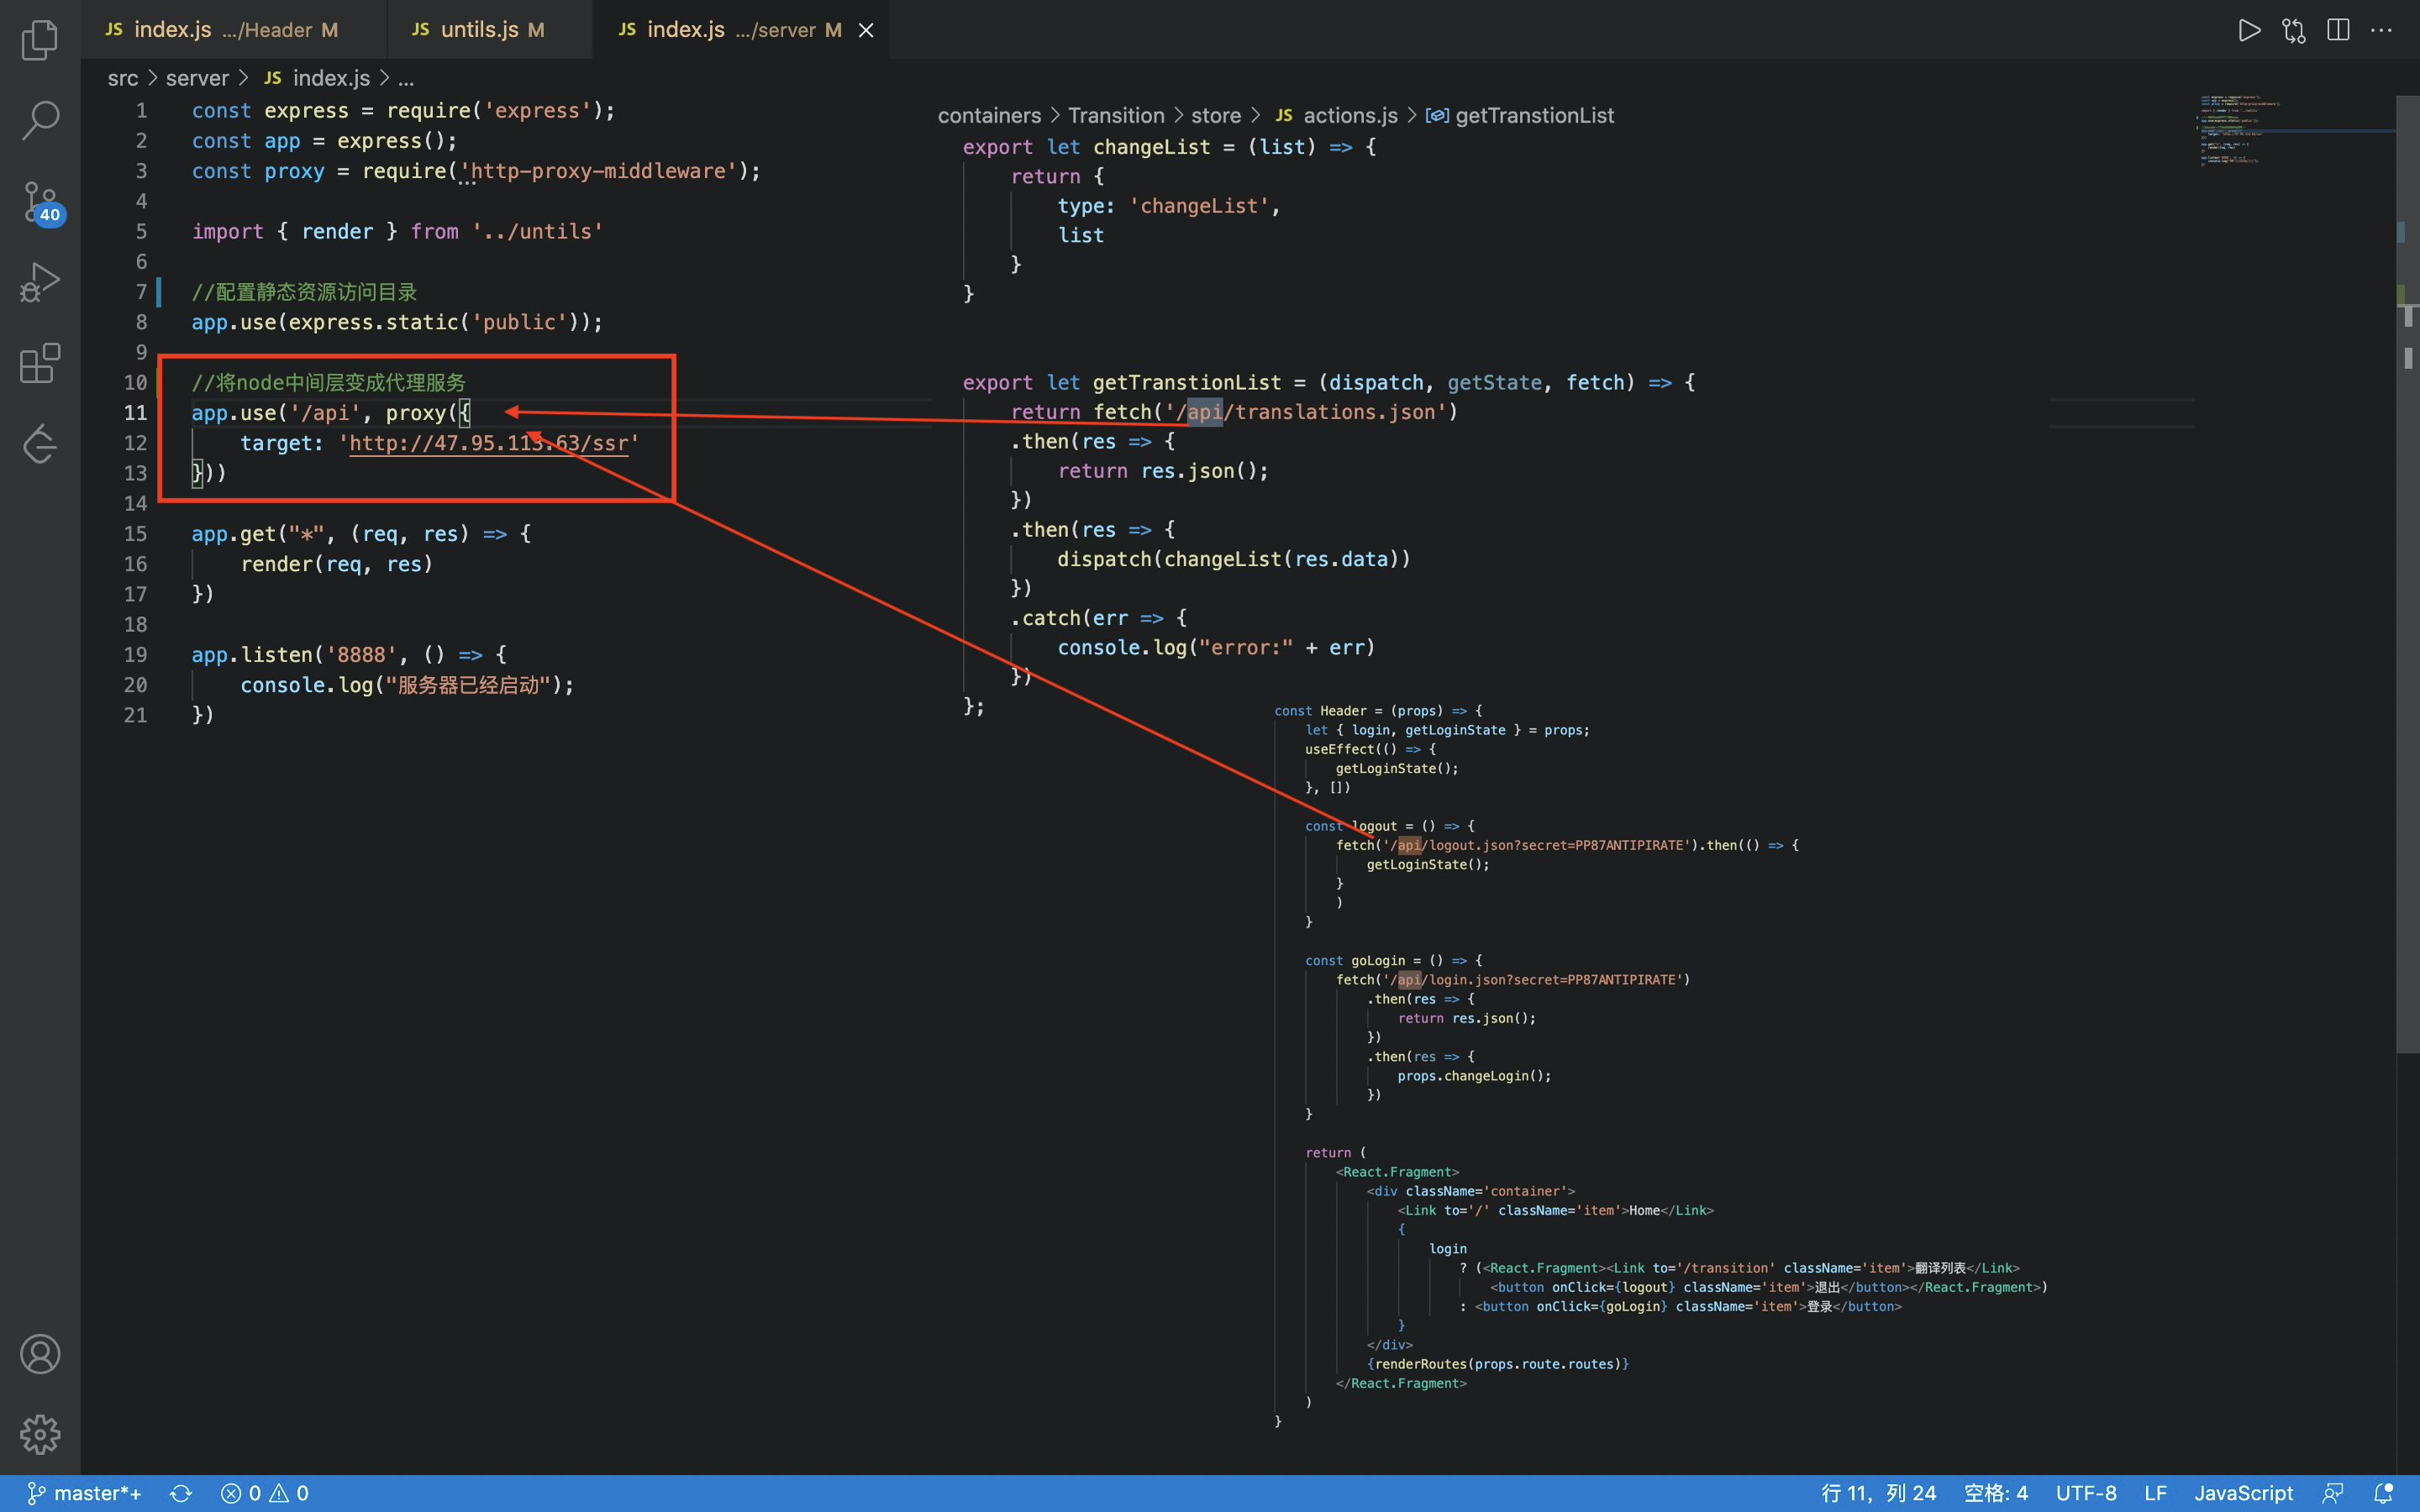 JS index.js .../Header M
JS untils.js M
JS index.js .../server M
src > server > JS index.js > ...
1 const express = require('express');
2 const app = express();
3 const proxy = require('http-proxy-middleware');
4
5 import { render } from '../untils'
6
7 //配置静态资源访问目录
8 app.use(express.static('public'));
9
10 //将node中间层变成代理服务
11 app.use('/api', proxy({
12 target: 'http://47.95.113.63/ssr'
13 }))
14
15 app.get("*", (req, res) => {
16 render(req, res)
17 })
18
19 app.listen('8888', () => {
20 console.log("服务器已经启动");
21 })
containers > Transition > store > JS actions.js > getTranstionList
export let changeList = (list) => {
return {
type: 'changeList',
list
}
}
export let getTranstionList = (dispatch, getState, fetch) => {
return fetch('/api/translations.json')
.then(res => {
return res.json();
})
.then(res => {
dispatch(changeList(res.data))
})
.catch(err => {
console.log("error:" + err)
})
};
const Header = (props) => {
let { login, getLoginState } = props;
useEffect(() => {
getLoginState();
}, [])
const logout = () => {
fetch('/api/logout.json?secret=PP87ANTIPIRATE').then(() => {
getLoginState();
}
)
}
const goLogin = () => {
fetch('/api/login.json?secret=PP87ANTIPIRATE')
.then(res => {
return res.json();
})
.then(res => {
props.changeLogin();
})
}
return (
<React.Fragment>
<div className='container'>
<Link to='/' className='item'>Home</Link>
{
login
? (<React.Fragment><Link to='/transition' className='item'>翻译列表</Link>
<button onClick={logout} className='item'>退出</button></React.Fragment>)
: <button onClick={goLogin} className='item'>登录</button>
}
</div>
{renderRoutes(props.route.routes)}
</React.Fragment>
)
}
40
master*+ 0 0
行 11，列 24 空格: 4 UTF-8 LF JavaScript